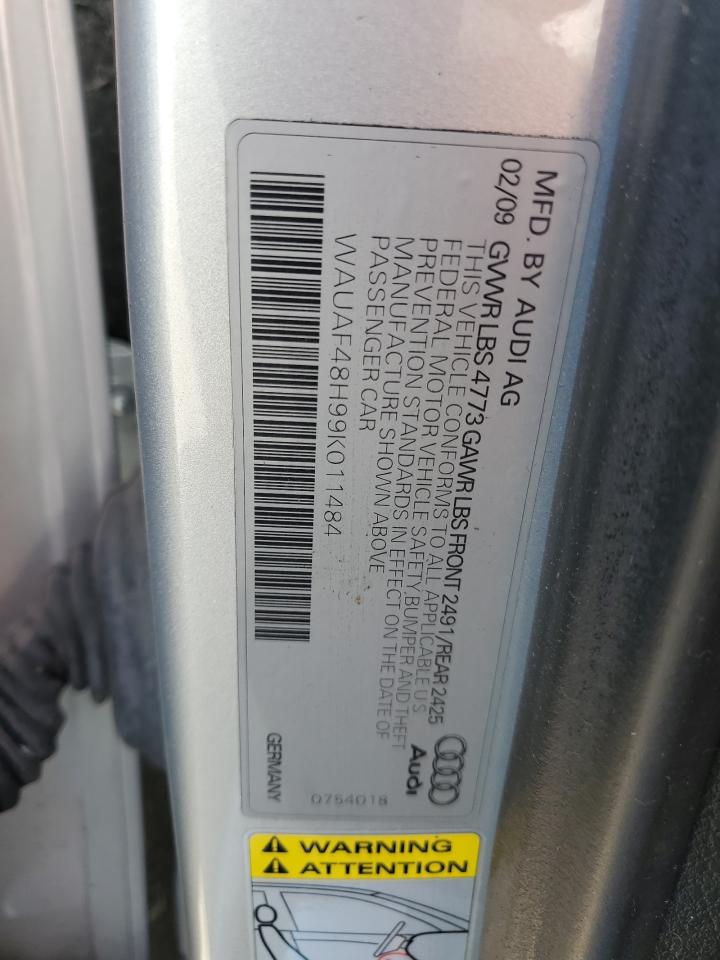 MFD. BY AUDI AG
02/09 GVWR LBS 4773 GAWR LBS FRONT 2491/REAR 2425
THIS VEHICLE CONFORMS TO ALL APPLICABLE U S
FEDERAL MOTOR VEHICLE SAFETY,BUMPER AND THEFT
PREVENTION STANDARDS IN EFFECT ON THE DATE OF
MANUFACTURE SHOWN ABOVE
PASSENGER CAR
WAUAF48H99K011484
Audi
GERMANY
0754018
WARNING
ATTENTION